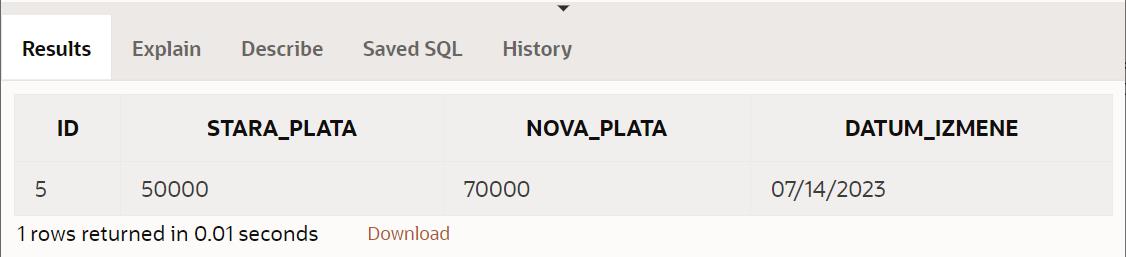 Results Explain Describe Saved SQL History
ID STARA_PLATA NOVA_PLATA DATUM_IZMENE
5 50000 70000 07/14/2023
1 rows returned in 0.01 seconds Download